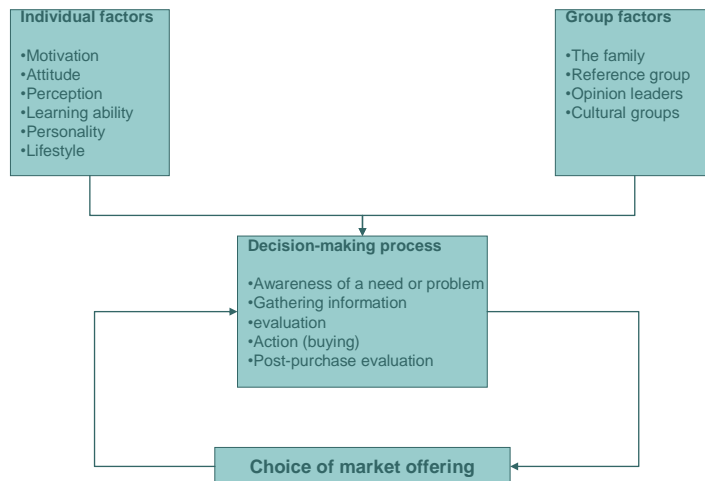 Individual factors
•Motivation
•Attitude
•Perception
•Learning ability
•Personality
•Lifestyle
Group factors
•The family
•Reference group
•Opinion leaders
•Cultural groups
Decision-making process
•Awareness of a need or problem
•Gathering information
•evaluation
•Action (buying)
•Post-purchase evaluation
Choice of market offering